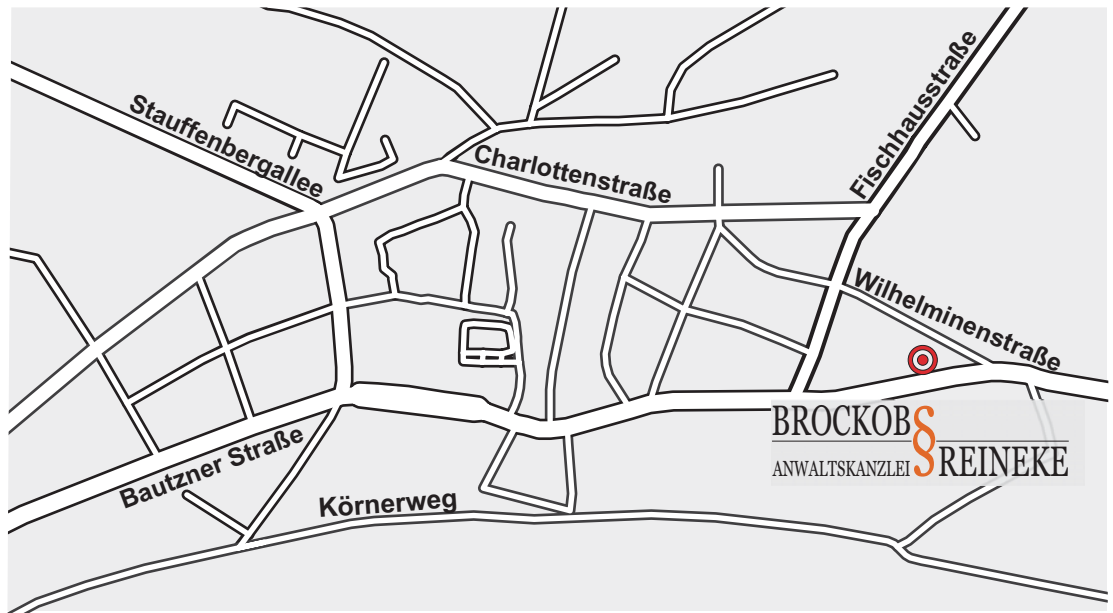 Stauffenbergallee
Charlottenstraße
Fischhausstraße
Wilhelminenstraße
Bautzner Straße
Körnerweg
BROCKOB§
ANWALTSKANZLEI§REINEKE